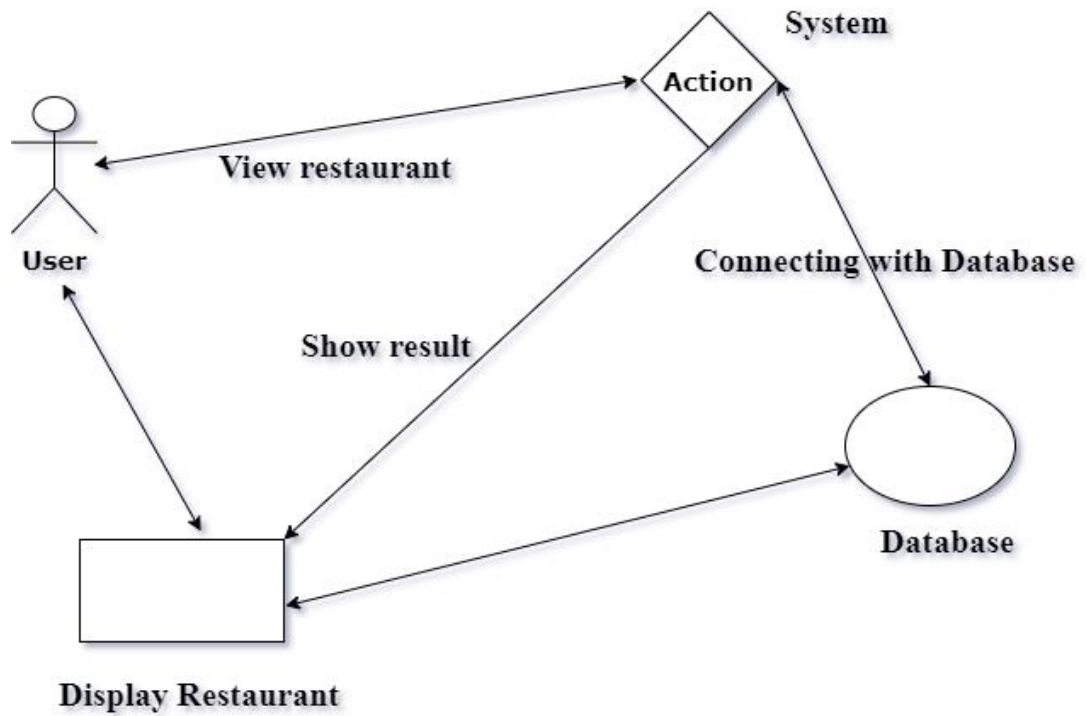 System
Action
View restaurant
User
Connecting with Database
Show result
Database
Display Restaurant